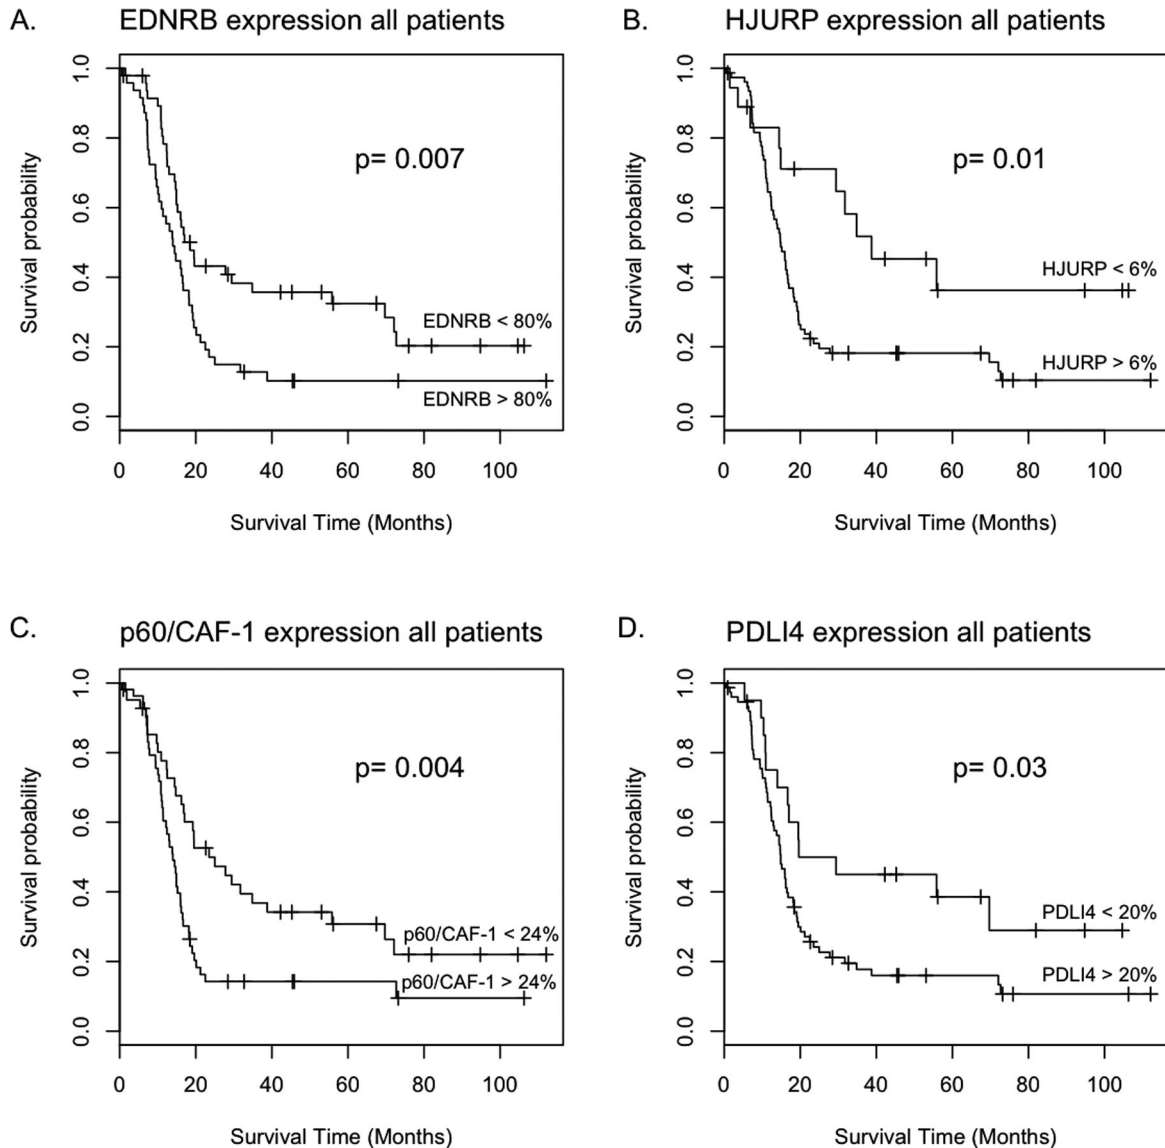 A. EDNRB expression all patients
Survival probability
1.0
0.8
0.6
0.4
0.2
0.0
p= 0.007
EDNRB < 80%
EDNRB > 80%
0 20 40 60 80 100
Survival Time (Months)
B. HJURP expression all patients
Survival probability
1.0
0.8
0.6
0.4
0.2
0.0
p= 0.01
HJURP < 6%
HJURP > 6%
0 20 40 60 80 100
Survival Time (Months)
C. p60/CAF-1 expression all patients
Survival probability
1.0
0.8
0.6
0.4
0.2
0.0
p= 0.004
p60/CAF-1 < 24%
p60/CAF-1 > 24%
0 20 40 60 80 100
Survival Time (Months)
D. PDLI4 expression all patients
Survival probability
1.0
0.8
0.6
0.4
0.2
0.0
p= 0.03
PDLI4 < 20%
PDLI4 > 20%
0 20 40 60 80 100
Survival Time (Months)